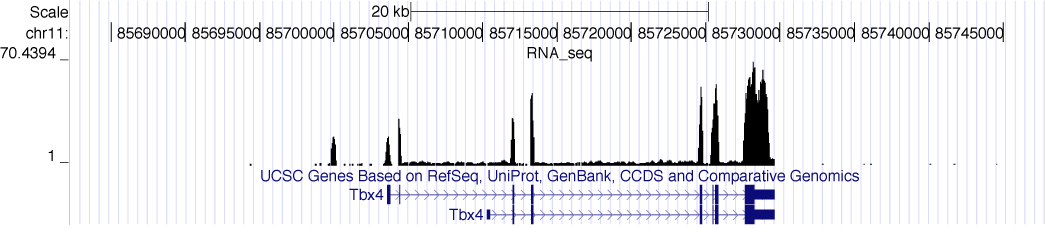 Scale 20 kb
chr11: 85690000 85695000 85700000 85705000 85710000 85715000 85720000 85725000 85730000 85735000 85740000 85745000
70.4394 _ RNA_seq
1 _
UCSC Genes Based on RefSeq, UniProt, GenBank, CCDS and Comparative Genomics
Tbx4
Tbx4